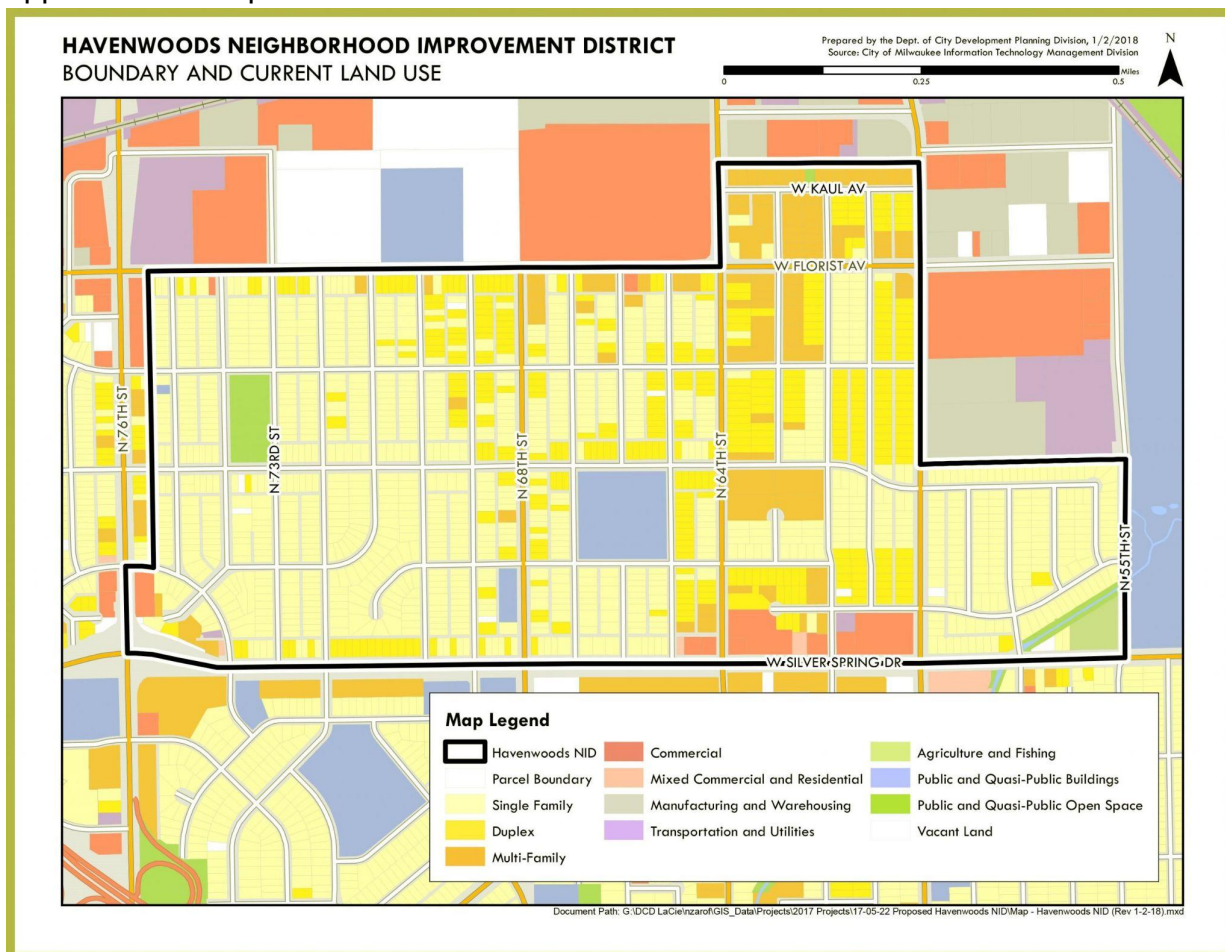 HAVENWOODS NEIGHBORHOOD IMPROVEMENT DISTRICT
BOUNDARY AND CURRENT LAND USE
Prepared by the Dept. of City Development Planning Division, 1/2/2018
Source: City of Milwaukee Information Technology Management Division
N
Miles
0 0.25 0.5
W KAUL AV
W FLORIST AV
N 76TH ST
N 73RD ST
N 68TH ST
N 64TH ST
N 55TH ST
W SILVER SPRING DR
Map Legend
Havenwoods NID
Parcel Boundary
Single Family
Duplex
Multi-Family
Commercial
Mixed Commercial and Residential
Manufacturing and Warehousing
Transportation and Utilities
Agriculture and Fishing
Public and Quasi-Public Buildings
Public and Quasi-Public Open Space
Vacant Land
Document Path: G:\DCD LaCie\nzarof\GIS_Data\Projects\2017 Projects\17-05-22 Proposed Havenwoods NID\Map - Havenwoods NID (Rev 1-2-18).mxd